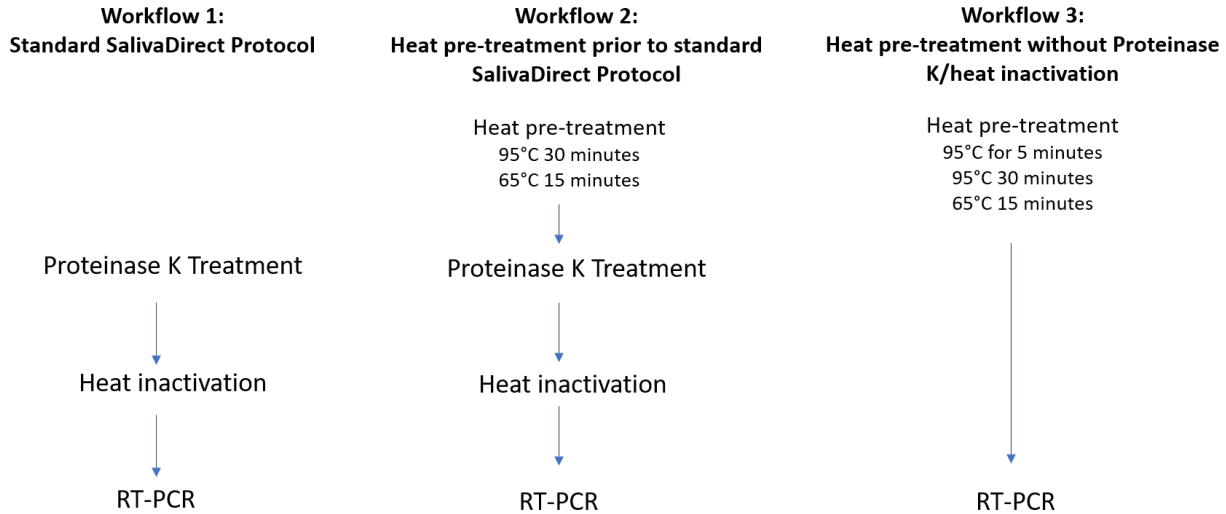 Workflow 1:
Standard SalivaDirect Protocol
Proteinase K Treatment
Heat inactivation
RT-PCR
Workflow 2:
Heat pre-treatment prior to standard
SalivaDirect Protocol
Heat pre-treatment
95°C 30 minutes
65°C 15 minutes
Proteinase K Treatment
Heat inactivation
RT-PCR
Workflow 3:
Heat pre-treatment without Proteinase
K/heat inactivation
Heat pre-treatment
95°C for 5 minutes
95°C 30 minutes
65°C 15 minutes
RT-PCR